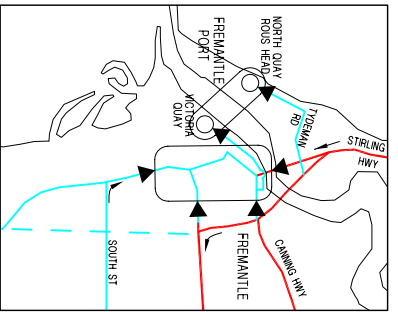 NORTH QUAY
ROUS HEAD
FREMANTLE
PORT
VICTORIA
QUAY
TYDEMAN
RD
STIRLING
HWY
SOUTH ST
FREMANTLE
CANNING HWY